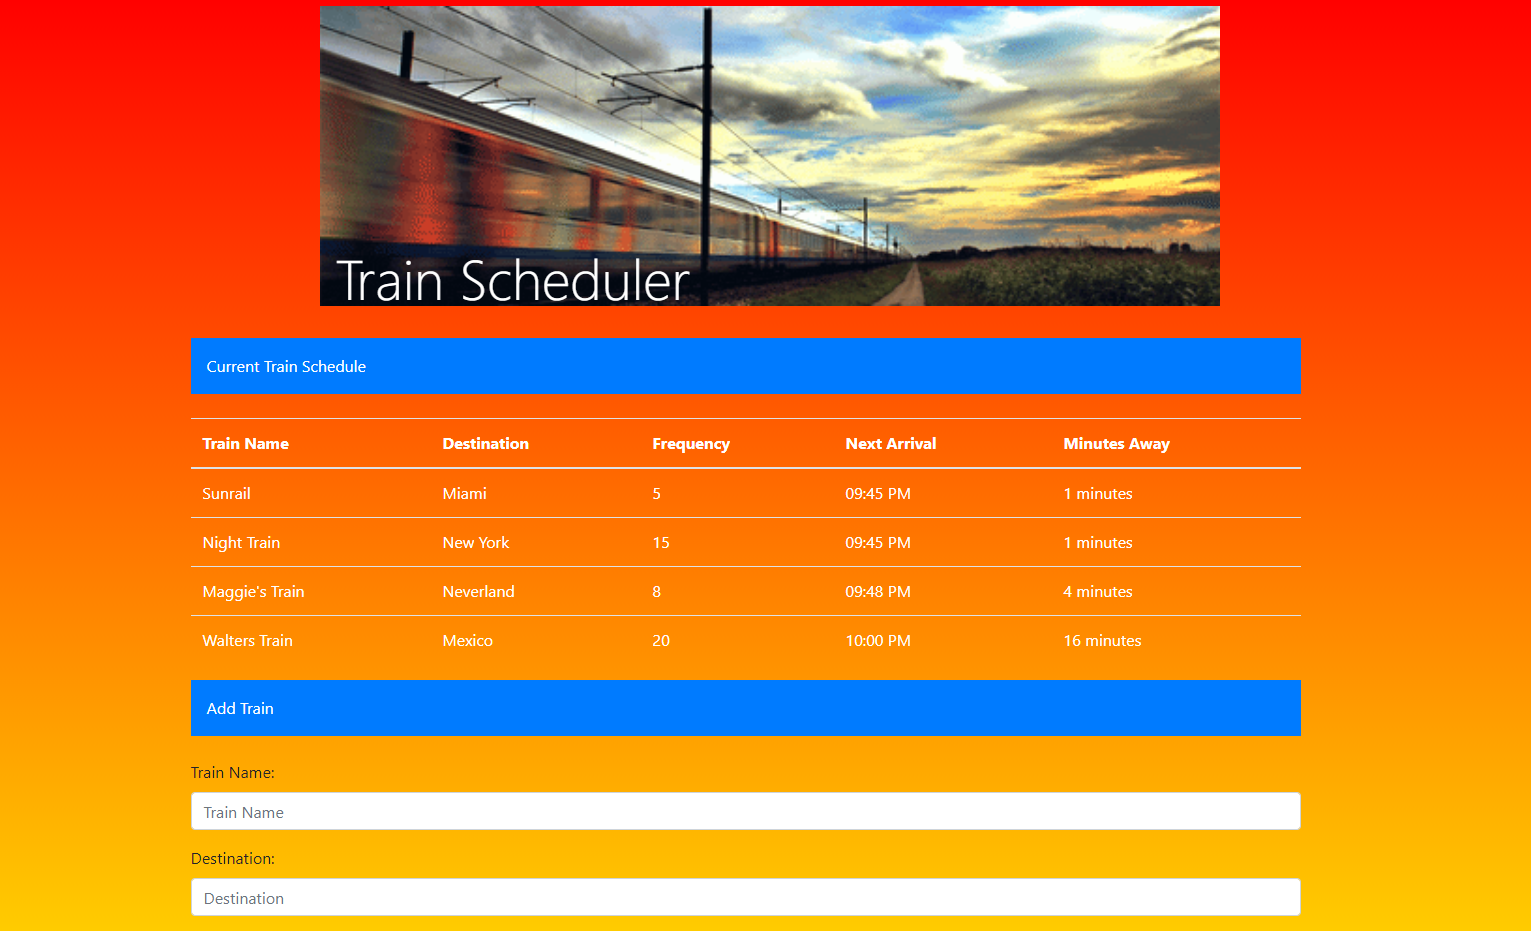 Train Scheduler
Current Train Schedule
Train Name Destination Frequency Next Arrival Minutes Away
Sunrail Miami 5 09:45 PM 1 minutes
Night Train New York 15 09:45 PM 1 minutes
Maggie's Train Neverland 8 09:48 PM 4 minutes
Walters Train Mexico 20 10:00 PM 16 minutes
Add Train
Train Name:
Train Name
Destination:
Destination